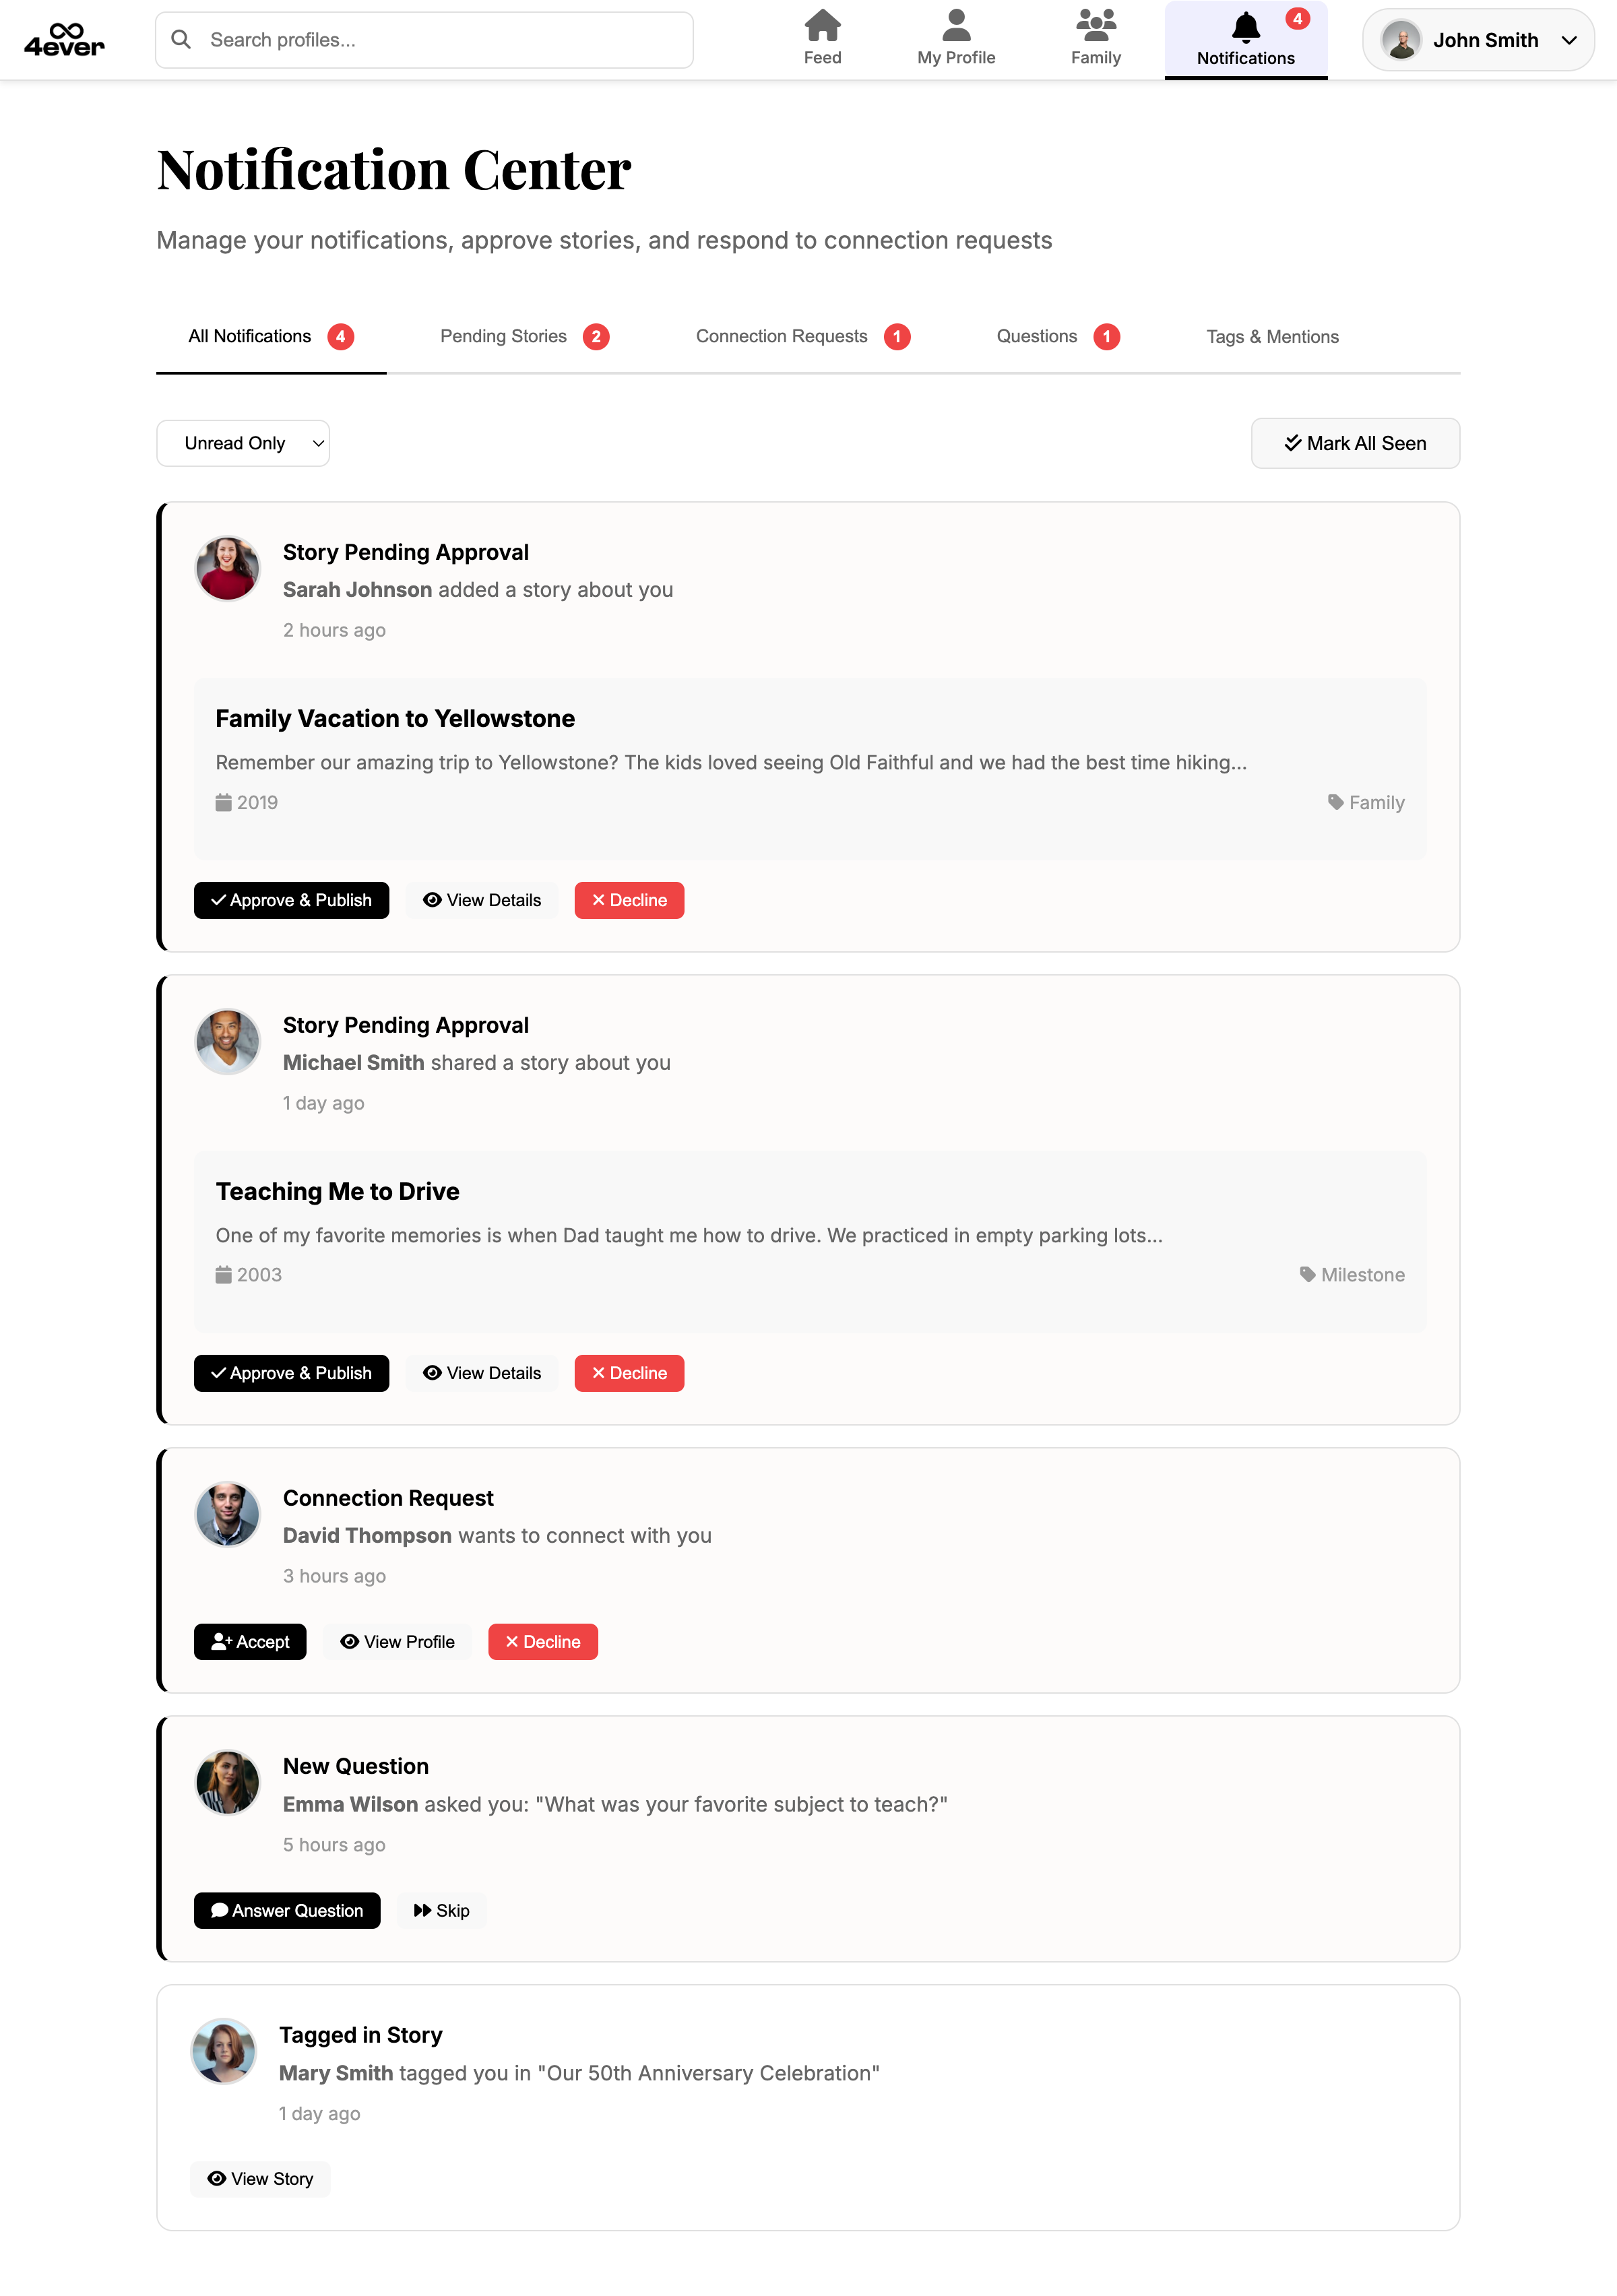 4ever
Search profiles...
Feed
My Profile
Family
4
Notifications
John Smith
Notification Center
Manage your notifications, approve stories, and respond to connection requests
All Notifications 4
Pending Stories 2
Connection Requests 1
Questions 1
Tags & Mentions
Unread Only
Mark All Seen
Story Pending Approval
Sarah Johnson added a story about you
2 hours ago
Family Vacation to Yellowstone
Remember our amazing trip to Yellowstone? The kids loved seeing Old Faithful and we had the best time hiking...
2019
Family
Approve & Publish
View Details
Decline
Story Pending Approval
Michael Smith shared a story about you
1 day ago
Teaching Me to Drive
One of my favorite memories is when Dad taught me how to drive. We practiced in empty parking lots...
2003
Milestone
Approve & Publish
View Details
Decline
Connection Request
David Thompson wants to connect with you
3 hours ago
Accept
View Profile
Decline
New Question
Emma Wilson asked you: "What was your favorite subject to teach?"
5 hours ago
Answer Question
Skip
Tagged in Story
Mary Smith tagged you in "Our 50th Anniversary Celebration"
1 day ago
View Story